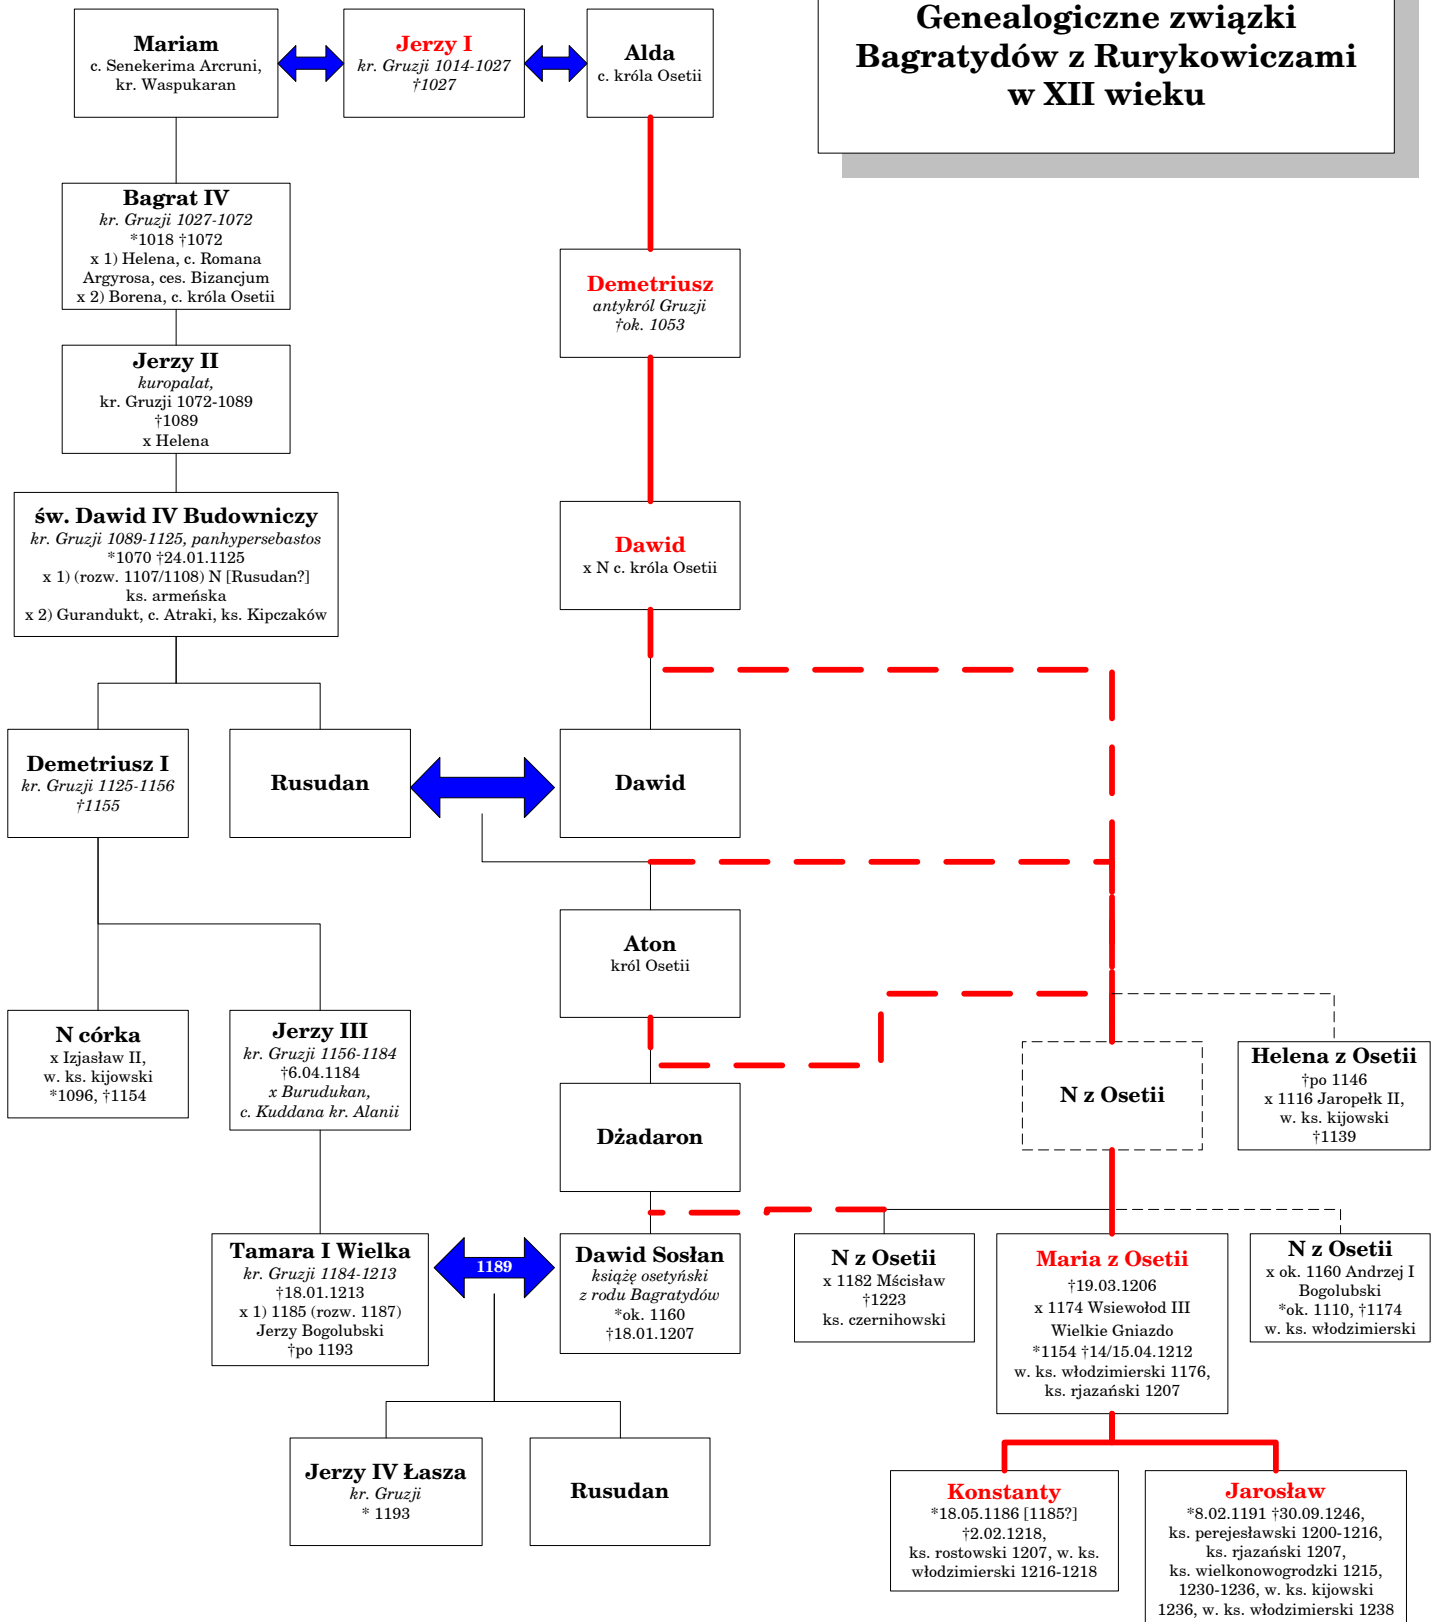 Genealogiczne związki
Bagratydów z Rurykowiczami
w XII wieku
Mariam
c. Senekerima Arcruni,
kr. Waspukaran
Jerzy I
kr. Gruzji 1014-1027
†1027
Alda
c. króla Osetii
Bagrat IV
kr. Gruzji 1027-1072
*1018 †1072
x 1) Helena, c. Romana
Argyrosa, ces. Bizancjum
x 2) Borena, c. króla Osetii
Demetriusz
antykról Gruzji
†ok. 1053
Jerzy II
kuropalat,
kr. Gruzji 1072-1089
†1089
x Helena
św. Dawid IV Budowniczy
kr. Gruzji 1089-1125, panhypersebastos
*1070 †24.01.1125
x 1) (rozw. 1107/1108) N [Rusudan?]
ks. armeńska
x 2) Gurandukt, c. Atraki, ks. Kipczaków
Dawid
x N c. króla Osetii
Demetriusz I
kr. Gruzji 1125-1156
†1155
Rusudan
Dawid
Aton
król Osetii
N córka
x Izjasław II,
w. ks. kijowski
*1096, †1154
Jerzy III
kr. Gruzji 1156-1184
†6.04.1184
x Burudukan,
c. Kuddana kr. Alanii
Dżadaron
N z Osetii
Helena z Osetii
†po 1146
x 1116 Jaropełk II,
w. ks. kijowski
†1139
Tamara I Wielka
kr. Gruzji 1184-1213
†18.01.1213
x 1) 1185 (rozw. 1187)
Jerzy Bogolubski
†po 1193
1189
Dawid Sosłan
książę osetyński
z rodu Bagratydów
*ok. 1160
†18.01.1207
N z Osetii
x 1182 Mścisław
†1223
ks. czernihowski
Maria z Osetii
†19.03.1206
x 1174 Wsiewołod III
Wielkie Gniazdo
*1154 †14/15.04.1212
w. ks. włodzimierski 1176,
ks. rjazański 1207
N z Osetii
x ok. 1160 Andrzej I
Bogolubski
*ok. 1110, †1174
w. ks. włodzimierski
Jerzy IV Łasza
kr. Gruzji
* 1193
Rusudan
Konstanty
*18.05.1186 [1185?]
†2.02.1218,
ks. rostowski 1207, w. ks.
włodzimierski 1216-1218
Jarosław
*8.02.1191 †30.09.1246,
ks. perejesławski 1200-1216,
ks. rjazański 1207,
ks. wielkonowogrodzki 1215,
1230-1236, w. ks. kijowski
1236, w. ks. włodzimierski 1238